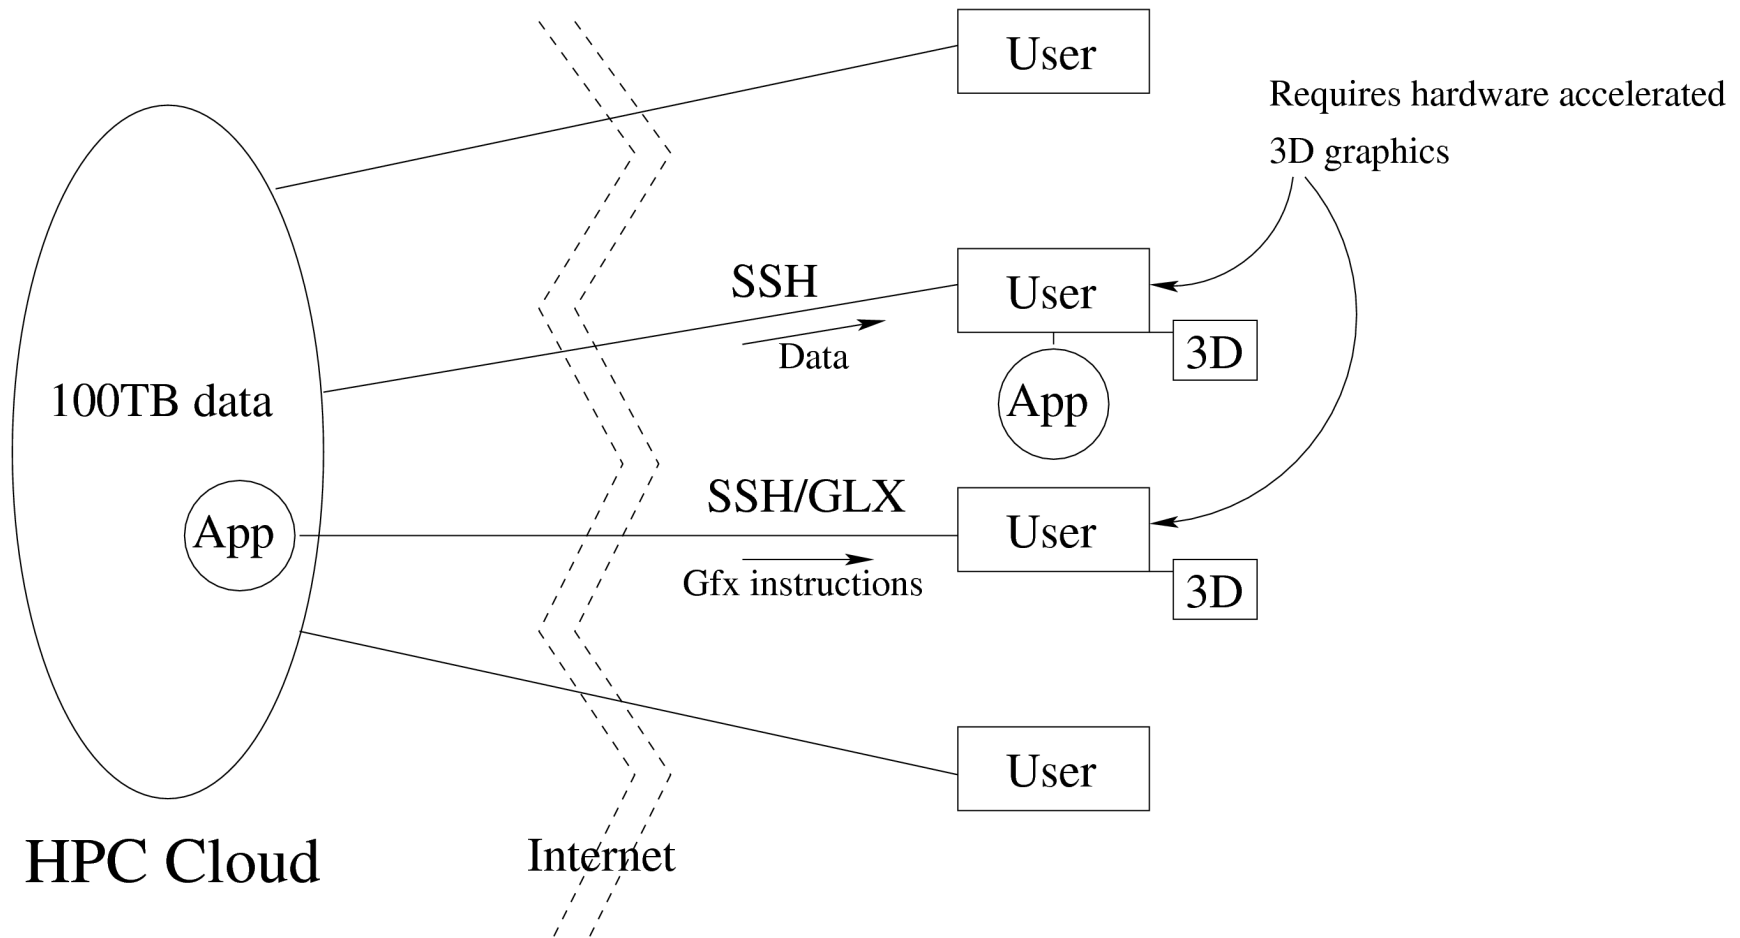 User
Requires hardware accelerated
3D graphics
SSH
User
Data
3D
100TB data
App
SSH/GLX
App
User
Gfx instructions
3D
User
HPC Cloud
Internet